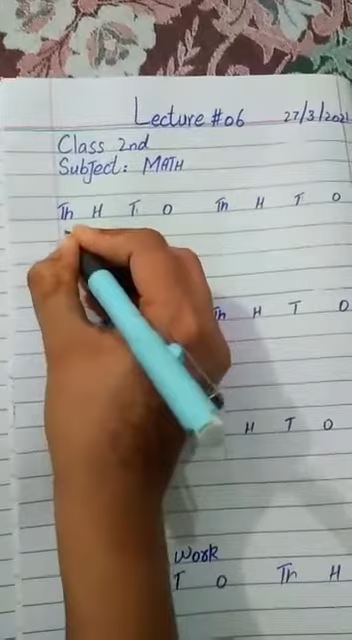 Lecture #06 27/3/2021
Class 2nd
Subject: MATH
Th H T O Th H T O
Th H T O
H T O
Work
T O Th H